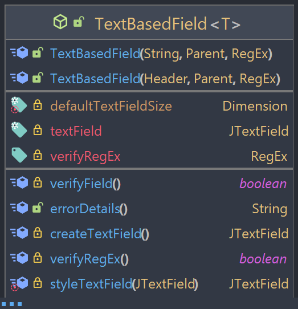 TextBasedField<T>
TextBasedField(String, Parent, RegEx)
TextBasedField(Header, Parent, RegEx)
defaultTextFieldSize Dimension
textField JTextField
verifyRegEx RegEx
verifyField() boolean
errorDetails() String
createTextField() JTextField
verifyRegEx() boolean
styleTextField(JTextField) JTextField